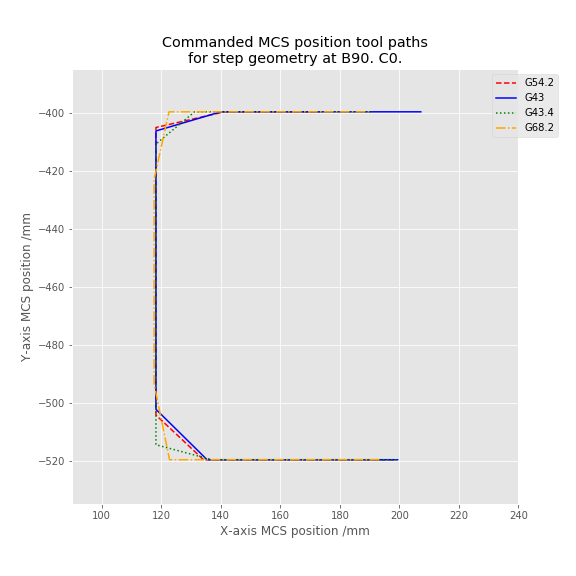 Commanded MCS position tool paths
for step geometry at B90. C0.
G54.2
G43
G43.4
G68.2
−400
−420
−440
−460
−480
−500
−520
Y-axis MCS position /mm
100
120
140
160
180
200
220
240
X-axis MCS position /mm